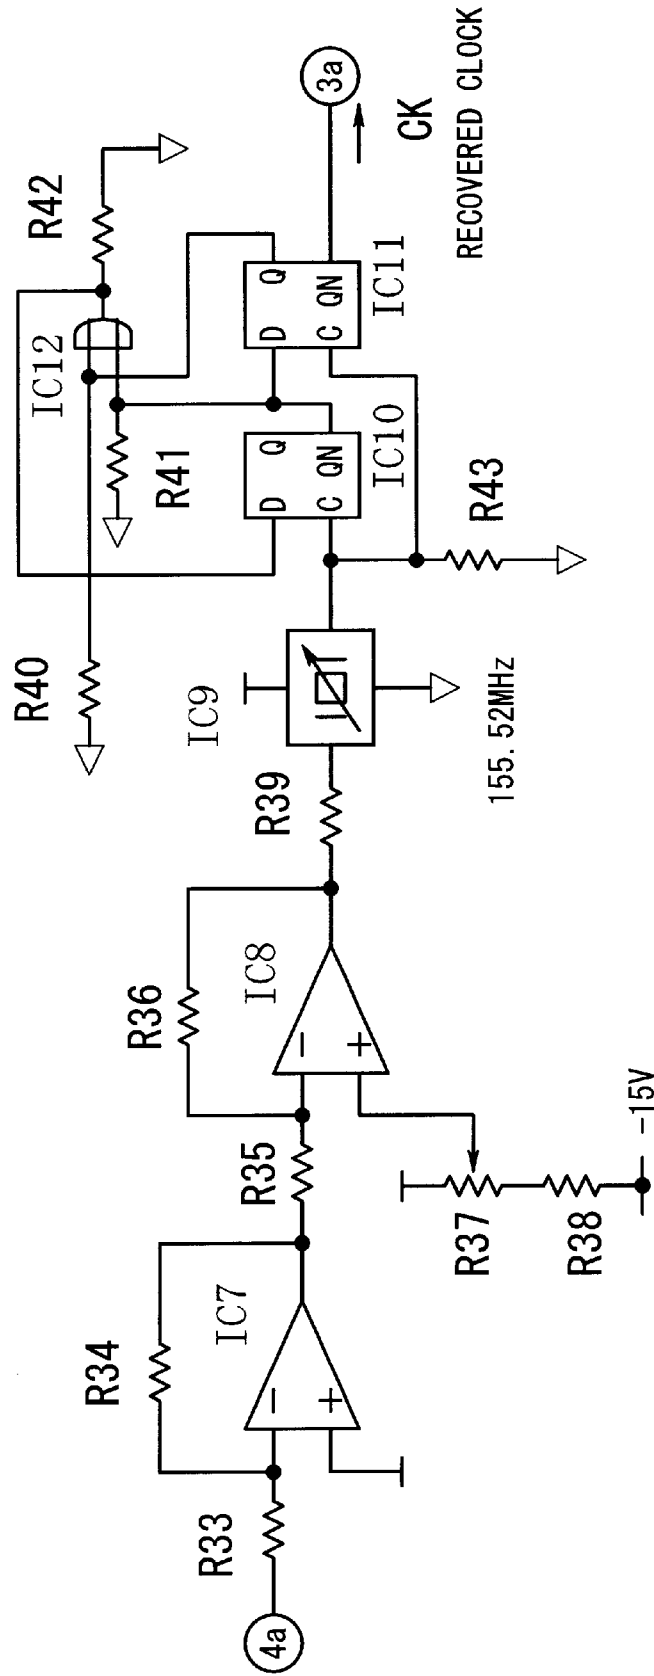 4a
R33
R34
−
+
IC7
R35
R36
−
+
IC8
R37
R38
-15V
R39
IC9
155.52MHz
R40
R41
IC12
R42
D Q
C QN
IC10
D Q
C QN
IC11
R43
3a
CK
RECOVERED CLOCK